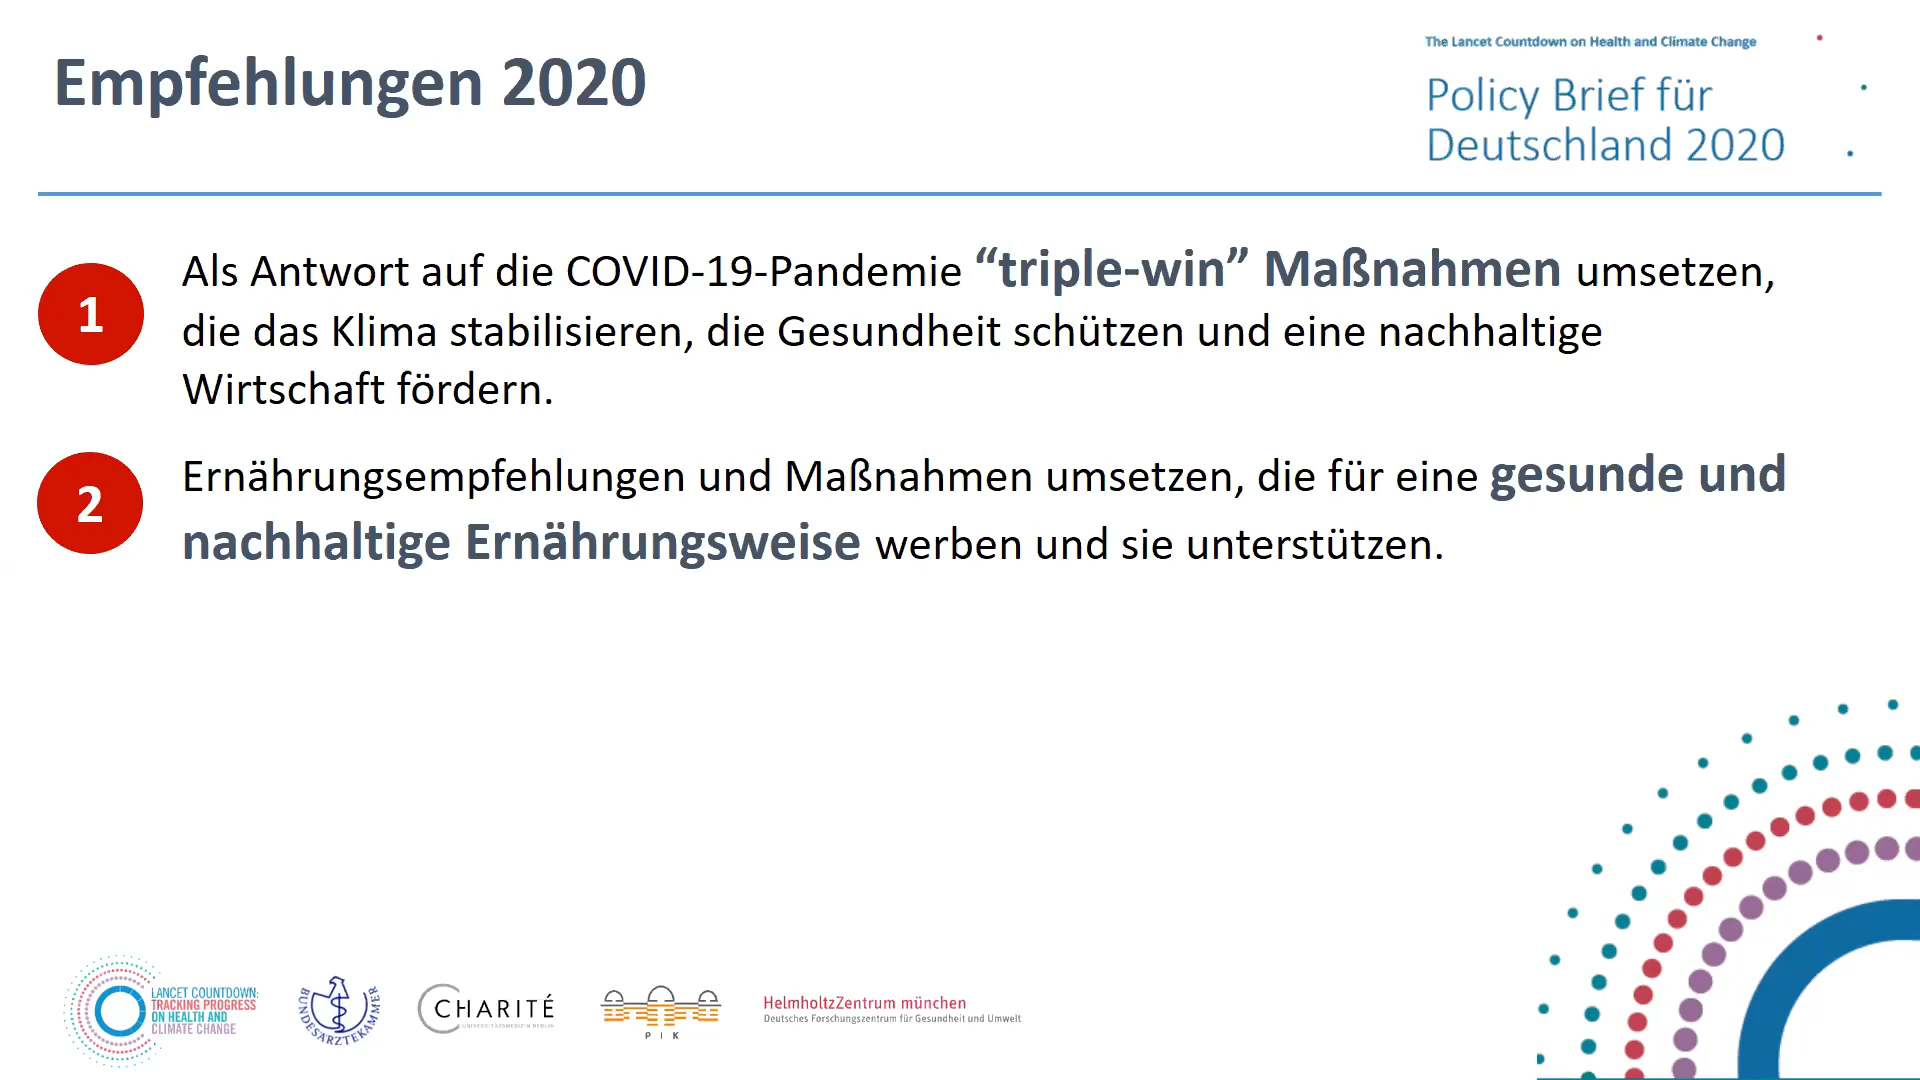 Empfehlungen 2020
The Lancet Countdown on Health and Climate Change
Policy Brief für
Deutschland 2020
1
Als Antwort auf die COVID-19-Pandemie “triple-win” Maßnahmen umsetzen,
die das Klima stabilisieren, die Gesundheit schützen und eine nachhaltige
Wirtschaft fördern.
2
Ernährungsempfehlungen und Maßnahmen umsetzen, die für eine gesunde und
nachhaltige Ernährungsweise werben und sie unterstützen.
LANCET COUNTDOWN:
TRACKING PROGRESS
ON HEALTH AND
CLIMATE CHANGE
BUNDESÄRZTEKAMMER
CHARITÉ
UNIVERSITÄTSMEDIZIN BERLIN
P I K
HelmholtzZentrum münchen
Deutsches Forschungszentrum für Gesundheit und Umwelt